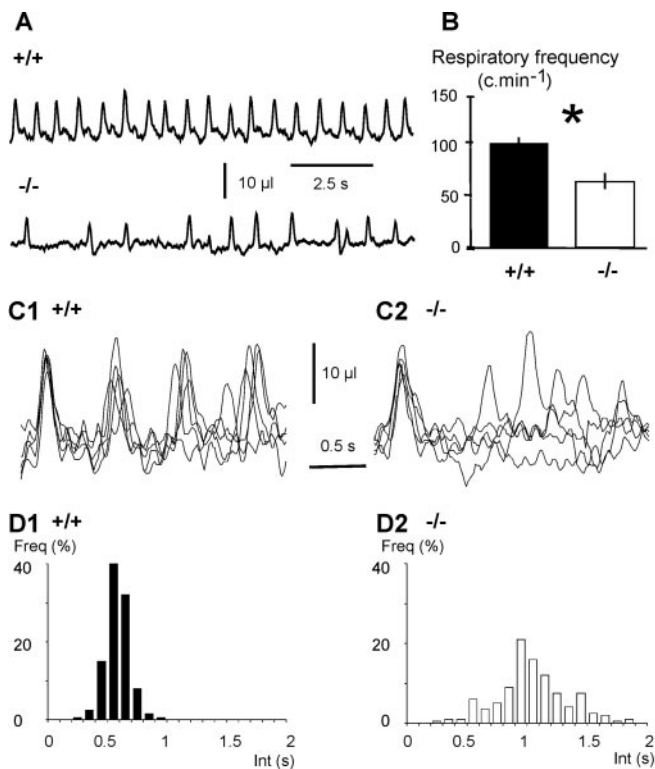 A
+/+
10 µl
2.5 s
-/-
B
Respiratory frequency
(c.min⁻¹)
150
100
50
0
*
+/+
-/-
C1 +/+
10 µl
0.5 s
C2 -/-
D1 +/+
Freq (%)
40
20
0
0 0.5 1 1.5 2
Int (s)
D2 -/-
Freq (%)
40
20
0
0 0.5 1 1.5 2
Int (s)